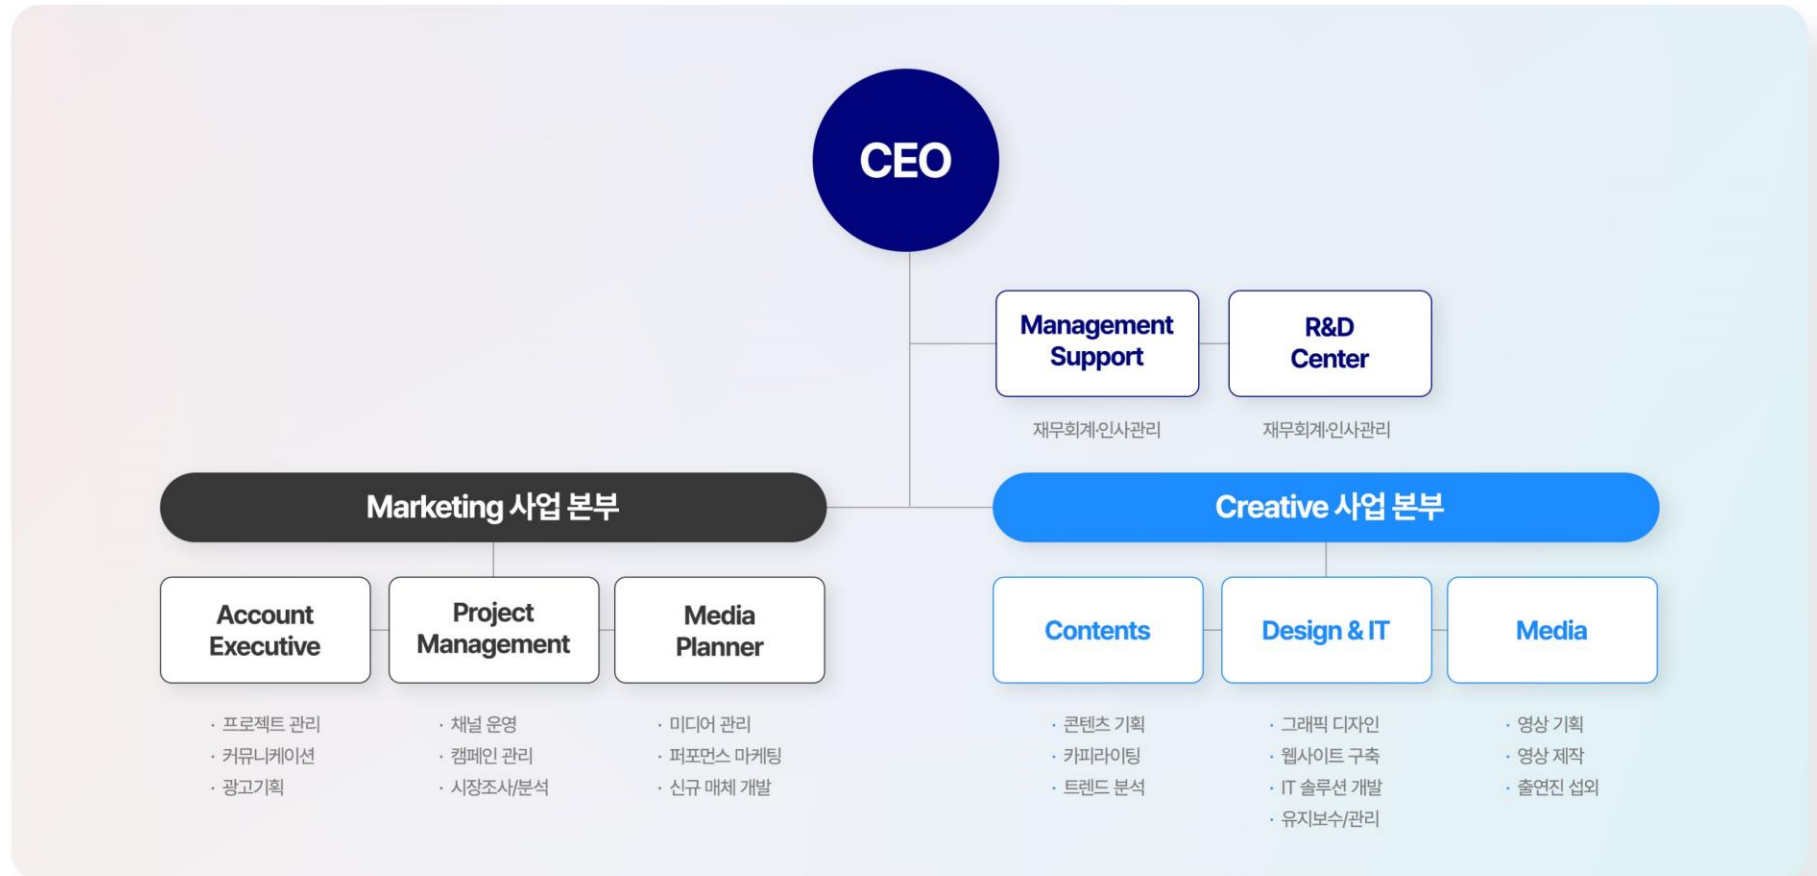 CEO
Management
Support
R&D
Center
재무회계·인사관리
재무회계·인사관리
Marketing 사업 본부
Creative 사업 본부
Account
Executive
Project
Management
Media
Planner
Contents
Design & IT
Media
· 프로젝트 관리
· 커뮤니케이션
· 광고기획
· 채널 운영
· 캠페인 관리
· 시장조사/분석
· 미디어 관리
· 퍼포먼스 마케팅
· 신규 매체 개발
· 콘텐츠 기획
· 카피라이팅
· 트렌드 분석
· 그래픽 디자인
· 웹사이트 구축
· IT 솔루션 개발
· 유지보수/관리
· 영상 기획
· 영상 제작
· 출연진 섭외